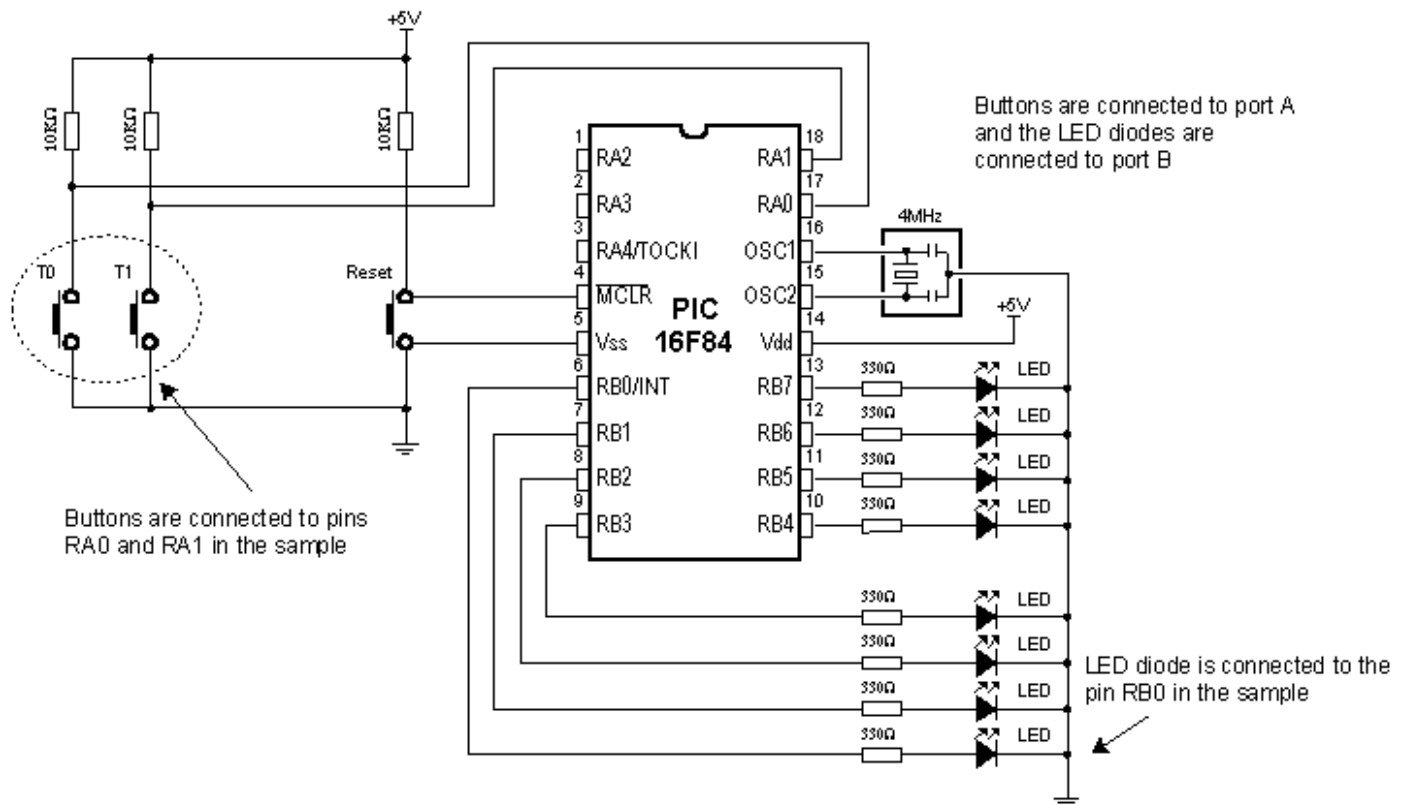 +5V
10KΩ
10KΩ
10KΩ
Buttons are connected to port A
and the LED diodes are
connected to port B
1
RA2
2
RA3
3
RA4/TOCKI
4
MCLR
5
Vss
6
RB0/INT
7
RB1
8
RB2
9
RB3
PIC
16F84
18
RA1
17
RA0
16
OSC1
15
OSC2
14
Vdd
13
RB7
12
RB6
11
RB5
10
RB4
4MHz
+5V
T0
T1
Reset
330Ω
LED
330Ω
LED
330Ω
LED
330Ω
LED
Buttons are connected to pins
RA0 and RA1 in the sample
330Ω
LED
330Ω
LED
330Ω
LED
330Ω
LED
LED diode is connected to the
pin RB0 in the sample